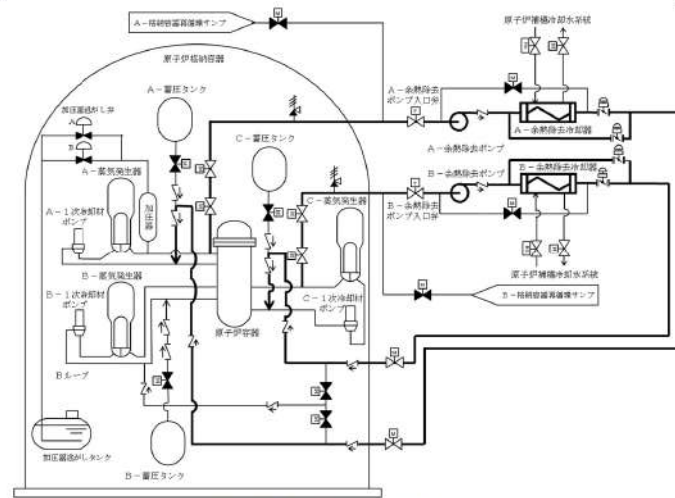 A－格納容器再循環サンプ
原子炉補機冷却水系統
原子炉格納容器
A－蓄圧タンク
A－余熱除去
ポンプ入口弁
加圧器逃がし弁
A
B
C－蓄圧タンク
A－余熱除去冷却器
A－余熱除去ポンプ
B－余熱除去ポンプ
B－余熱除去冷却器
A－蒸気発生器
加圧器
C－蒸気発生器
B－余熱除去
ポンプ入口弁
A－1次冷却材
ポンプ
B－蒸気発生器
原子炉補機冷却水系統
B－1次冷却材
ポンプ
C－1次冷却材
ポンプ
B－格納容器再循環サンプ
原子炉容器
Bループ
加圧器逃がしタンク
B－蓄圧タンク